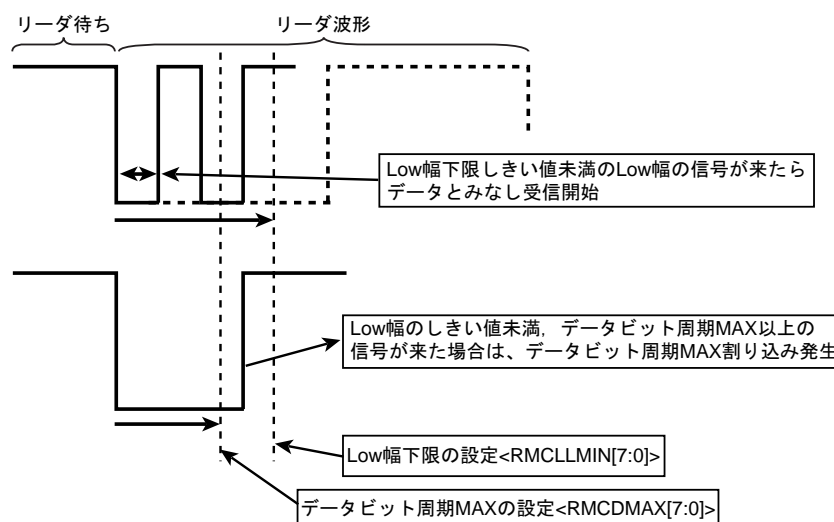 リーダ待ち
リーダ波形
Low幅下限しきい値未満のLow幅の信号が来たら
データとみなし受信開始
Low幅のしきい値未満, データビット周期MAX以上の
信号が来た場合は、データビット周期MAX割り込み発生
Low幅下限の設定<RMCLLMIN[7:0]>
データビット周期MAXの設定<RMCDMAX[7:0]>